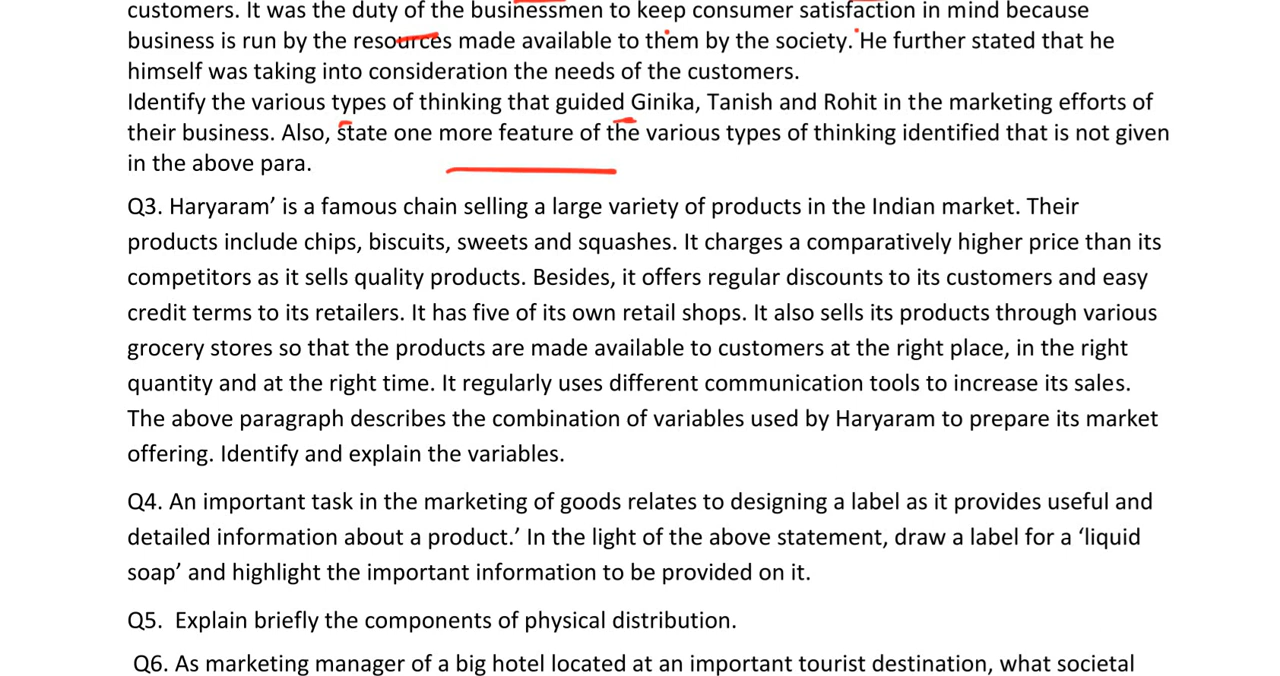 customers. It was the duty of the businessmen to keep consumer satisfaction in mind because
business is run by the resources made available to them by the society. He further stated that he
himself was taking into consideration the needs of the customers.
Identify the various types of thinking that guided Ginika, Tanish and Rohit in the marketing efforts of
their business. Also, state one more feature of the various types of thinking identified that is not given
in the above para.
Q3. Haryaram’ is a famous chain selling a large variety of products in the Indian market. Their
products include chips, biscuits, sweets and squashes. It charges a comparatively higher price than its
competitors as it sells quality products. Besides, it offers regular discounts to its customers and easy
credit terms to its retailers. It has five of its own retail shops. It also sells its products through various
grocery stores so that the products are made available to customers at the right place, in the right
quantity and at the right time. It regularly uses different communication tools to increase its sales.
The above paragraph describes the combination of variables used by Haryaram to prepare its market
offering. Identify and explain the variables.
Q4. An important task in the marketing of goods relates to designing a label as it provides useful and
detailed information about a product.’ In the light of the above statement, draw a label for a ‘liquid
soap’ and highlight the important information to be provided on it.
Q5. Explain briefly the components of physical distribution.
Q6. As marketing manager of a big hotel located at an important tourist destination, what societal